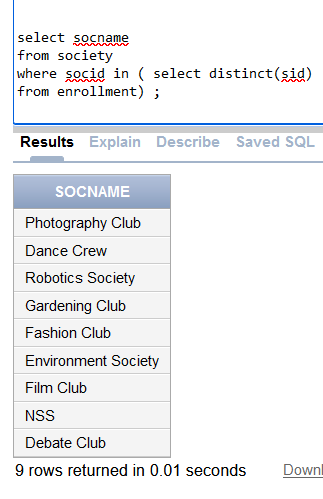 select socname
from society
where socid in ( select distinct(sid)
from enrollment) ;
Results Explain Describe Saved SQL
SOCNAME
Photography Club
Dance Crew
Robotics Society
Gardening Club
Fashion Club
Environment Society
Film Club
NSS
Debate Club
9 rows returned in 0.01 seconds